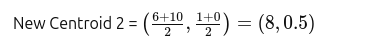 New Centroid 2 = (6+10/2, 1+0/2) = (8, 0.5)